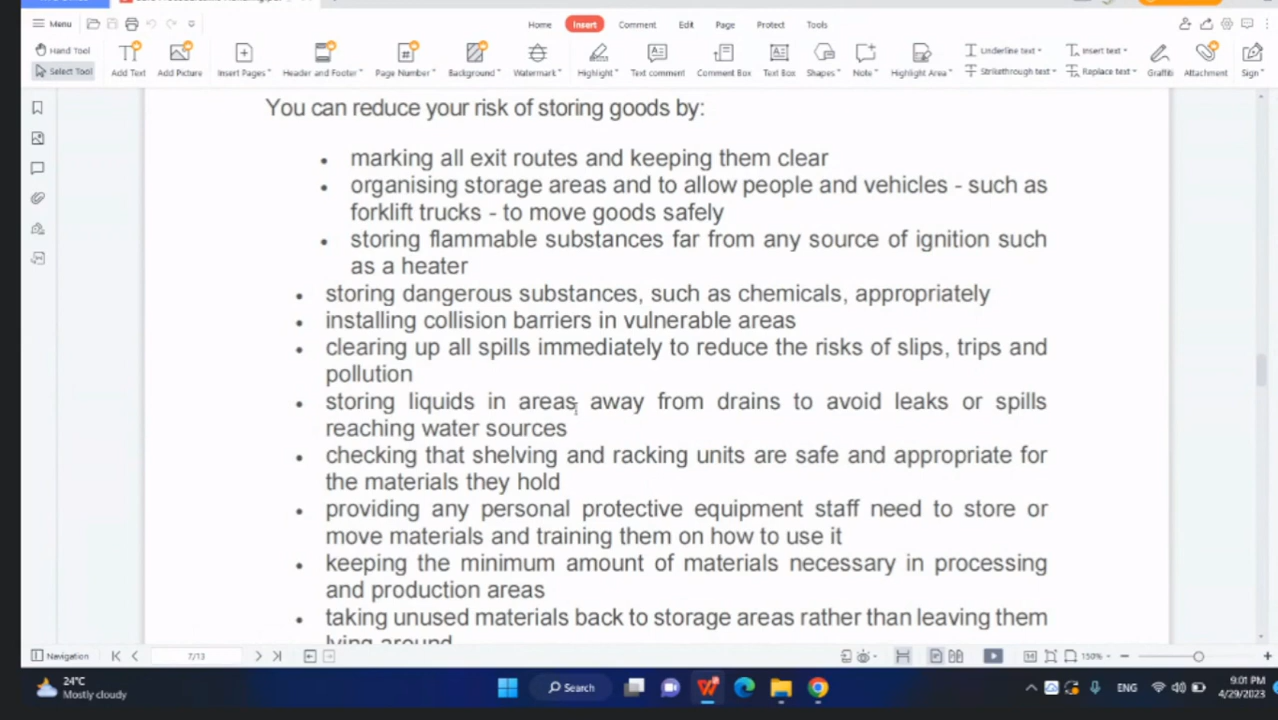 Menu
Home Insert Comment Edit Page Protect Tools
Hand Tool
Select Tool
Add Text Add Picture Insert Pages Header and Footer Page Number Background Watermark Highlight Text comment Comment Box Text Box Shapes Note Highlight Area Underline text Insert text Graffiti Attachment Sign
Strikethrough text Replace text
You can reduce your risk of storing goods by:
• marking all exit routes and keeping them clear
• organising storage areas and to allow people and vehicles - such as
forklift trucks - to move goods safely
• storing flammable substances far from any source of ignition such
as a heater
• storing dangerous substances, such as chemicals, appropriately
• installing collision barriers in vulnerable areas
• clearing up all spills immediately to reduce the risks of slips, trips and
pollution
• storing liquids in areas away from drains to avoid leaks or spills
reaching water sources
• checking that shelving and racking units are safe and appropriate for
the materials they hold
• providing any personal protective equipment staff need to store or
move materials and training them on how to use it
• keeping the minimum amount of materials necessary in processing
and production areas
• taking unused materials back to storage areas rather than leaving them
lying around
Navigation 7/13 150%
24°C
Mostly cloudy
Search
ENG
9:01 PM
4/29/2023